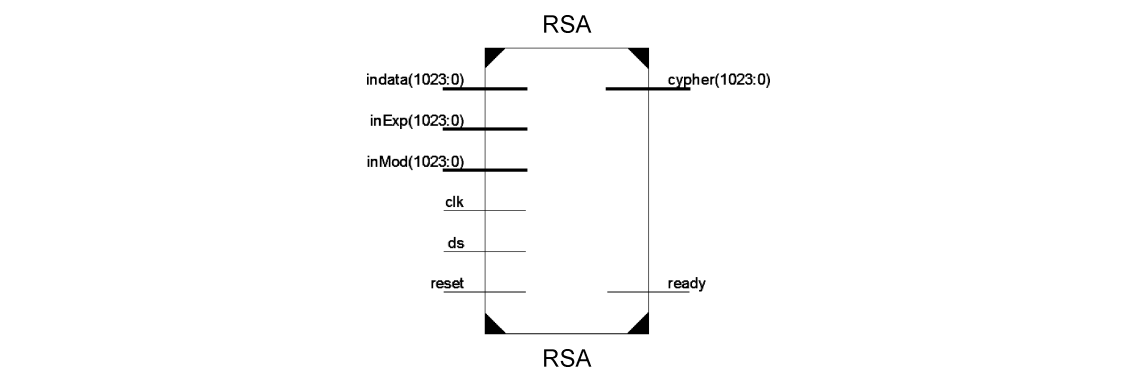 RSA
indata(1023:0)
cypher(1023:0)
inExp(1023:0)
inMod(1023:0)
clk
ds
reset
ready
RSA